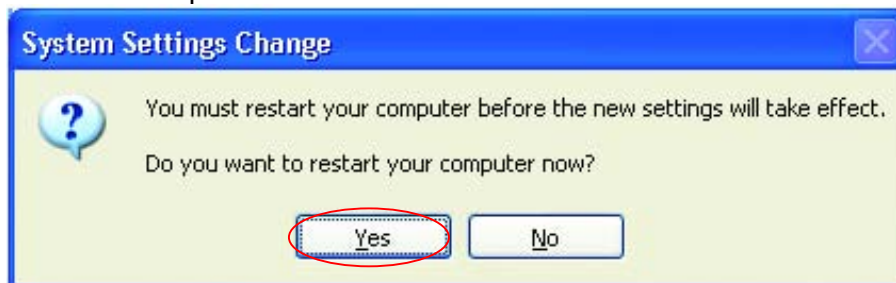 System Settings Change
You must restart your computer before the new settings will take effect.
Do you want to restart your computer now?
Yes No